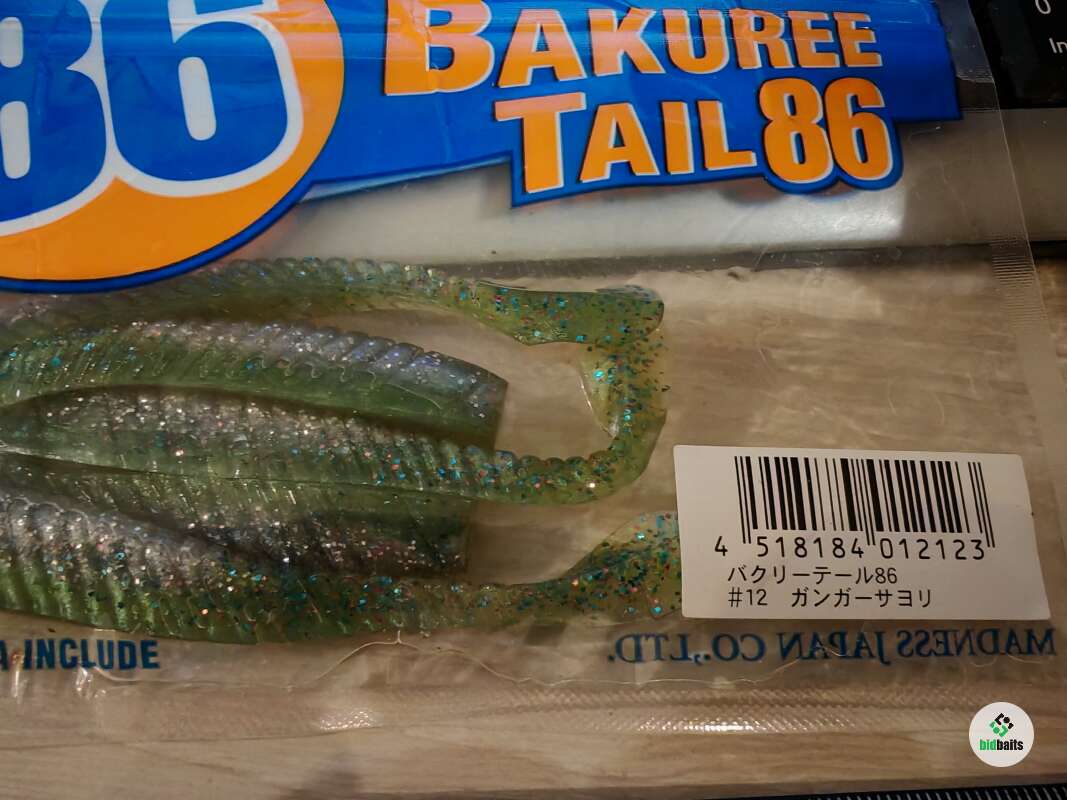 86
BAKUREE
TAIL 86
4 518184 012123
バクリーテール86
#12 ガンガーサヨリ
A INCLUDE
MADNESS JAPAN CO.,LTD.
bidbaits